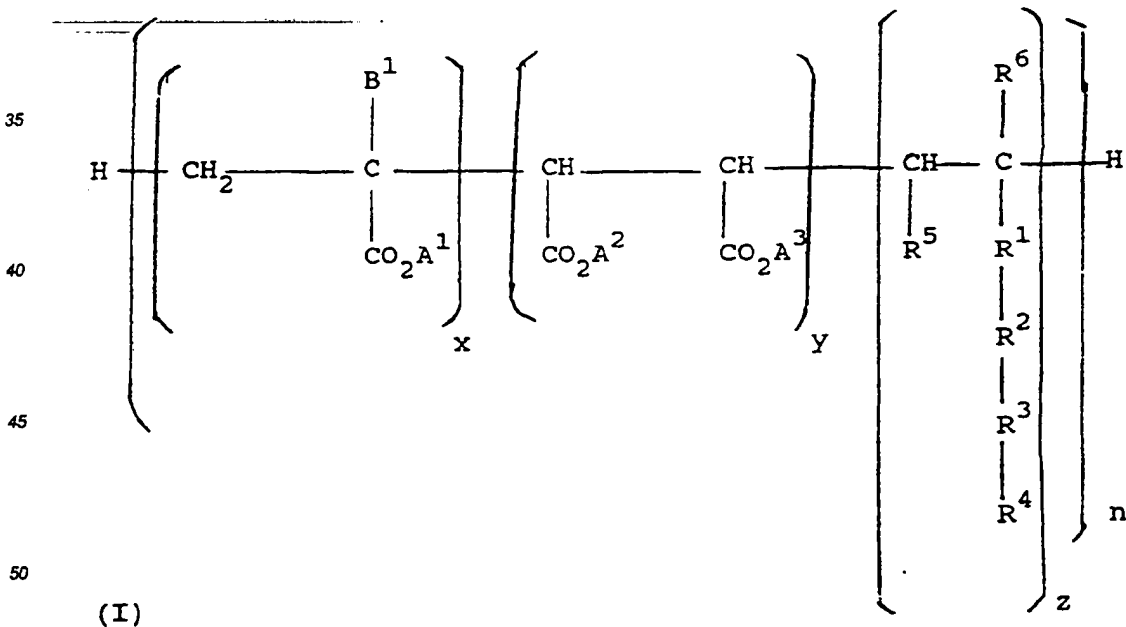 B¹ R⁶
35
H CH₂ C CH CH CH C H
CO₂A¹ CO₂A² CO₂A³ R⁵ R¹
40
x y R²
45 R³
R⁴ n
50
(I) z